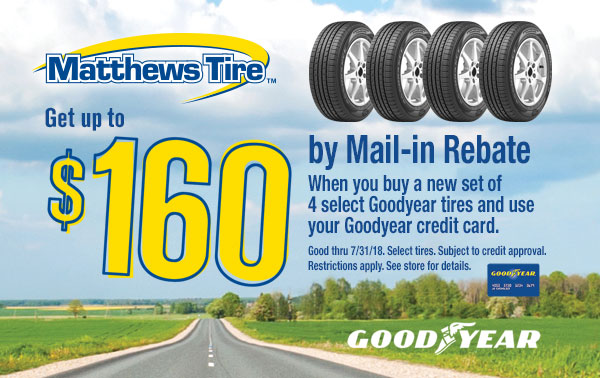 Matthews Tire™
Get up to
$160
by Mail-in Rebate
When you buy a new set of
4 select Goodyear tires and use
your Goodyear credit card.
Good thru 7/31/18. Select tires. Subject to credit approval.
Restrictions apply. See store for details.
GOODYEAR
GOODYEAR